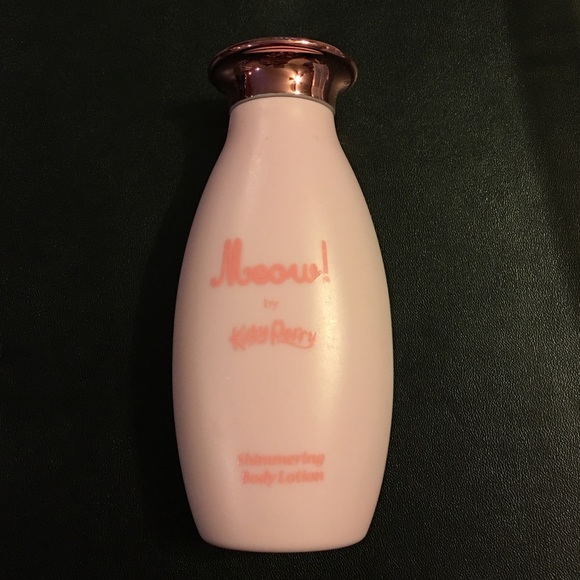 Meow!
by
Katy Perry
Shimmering
Body Lotion